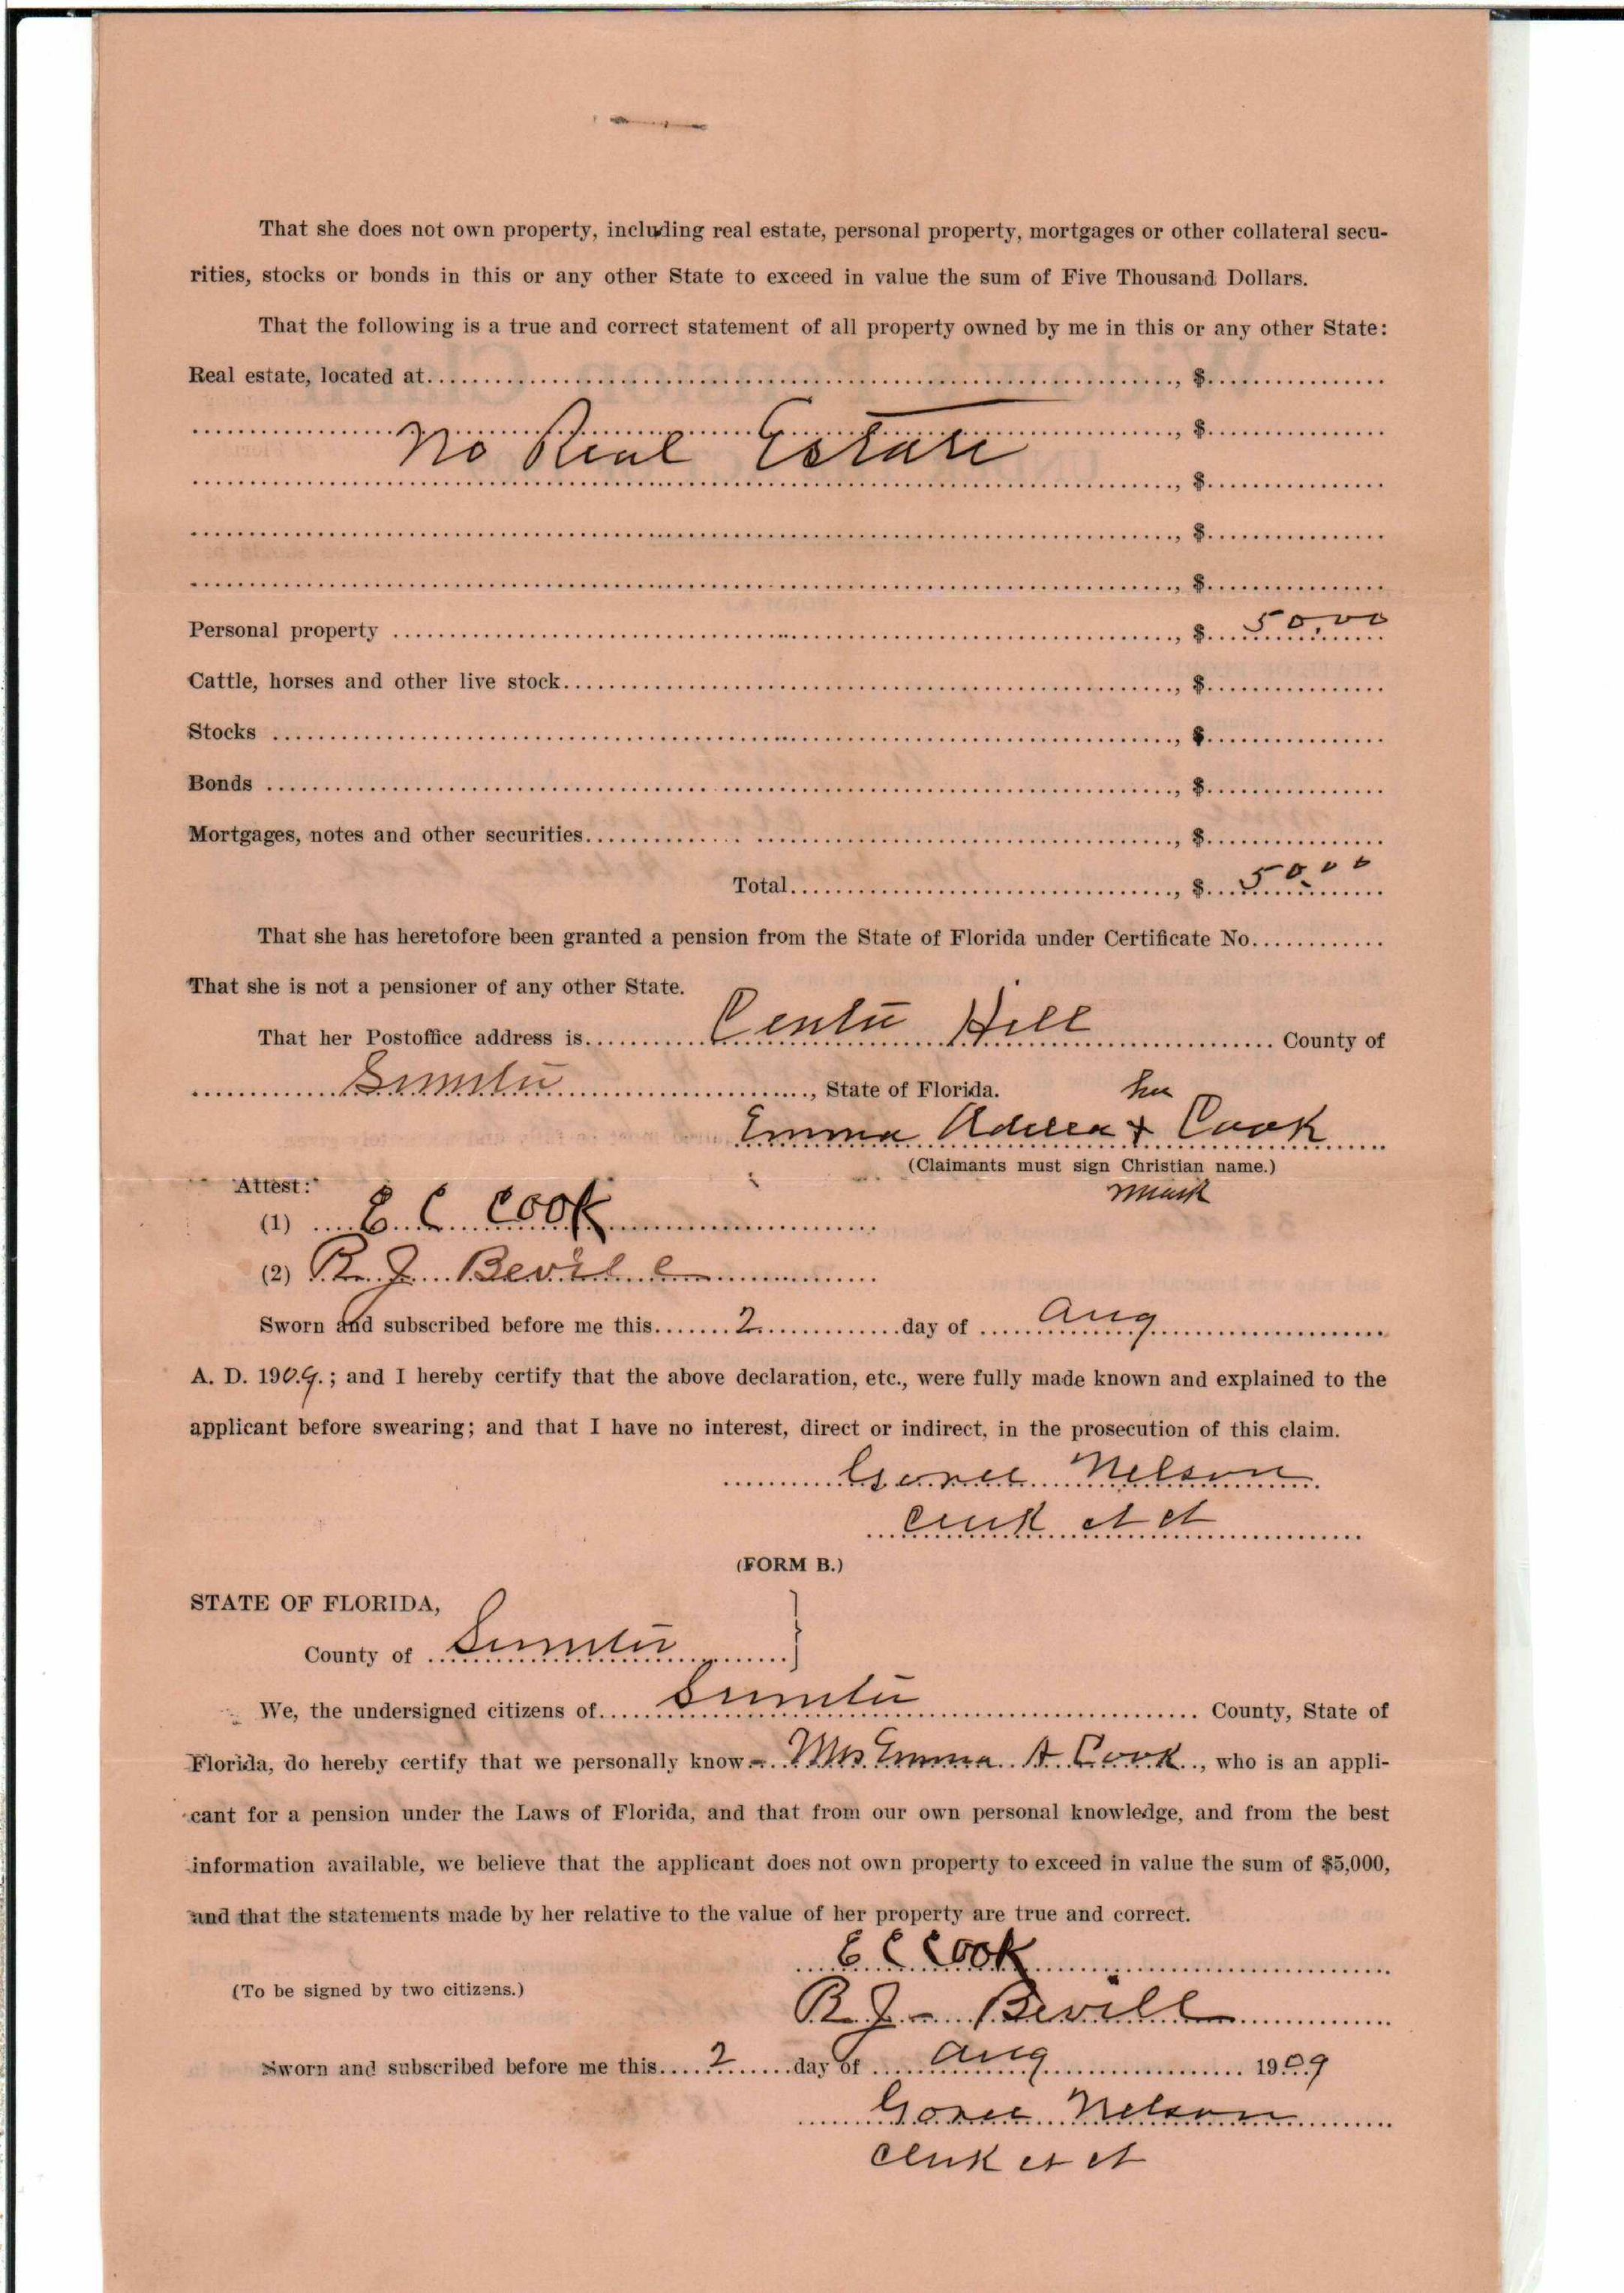 That she does not own property, including real estate, personal property, mortgages or other collateral secu-
rities, stocks or bonds in this or any other State to exceed in value the sum of Five Thousand Dollars.
That the following is a true and correct statement of all property owned by me in this or any other State:
Real estate, located at , $
No Real Estate , $
, $
, $
, $
Personal property , $ 50.00
Cattle, horses and other live stock , $
Stocks , $
Bonds , $
Mortgages, notes and other securities , $
Total , $ 50.00
That she has heretofore been granted a pension from the State of Florida under Certificate No.
That she is not a pensioner of any other State.
That her Postoffice address is Center Hill County of
Sumter , State of Florida. her
Emma x Cook
(Claimants must sign Christian name.)
mark
Attest:
(1) E C Cook
(2) R. J. Bevill
Sworn and subscribed before me this 2 day of Aug
A. D. 1909.; and I hereby certify that the above declaration, etc., were fully made known and explained to the
applicant before swearing; and that I have no interest, direct or indirect, in the prosecution of this claim.
Nelson
Clerk ct ct
(FORM B.)
STATE OF FLORIDA,
County of Sumter
We, the undersigned citizens of Sumter County, State of
Florida, do hereby certify that we personally know Mrs Emma A. Cook , who is an appli-
cant for a pension under the Laws of Florida, and that from our own personal knowledge, and from the best
information available, we believe that the applicant does not own property to exceed in value the sum of $5,000,
and that the statements made by her relative to the value of her property are true and correct.
E C Cook
(To be signed by two citizens.)
R. J. Bevill
Sworn and subscribed before me this 2 day of Aug 1909
Nelson
Clerk ct ct